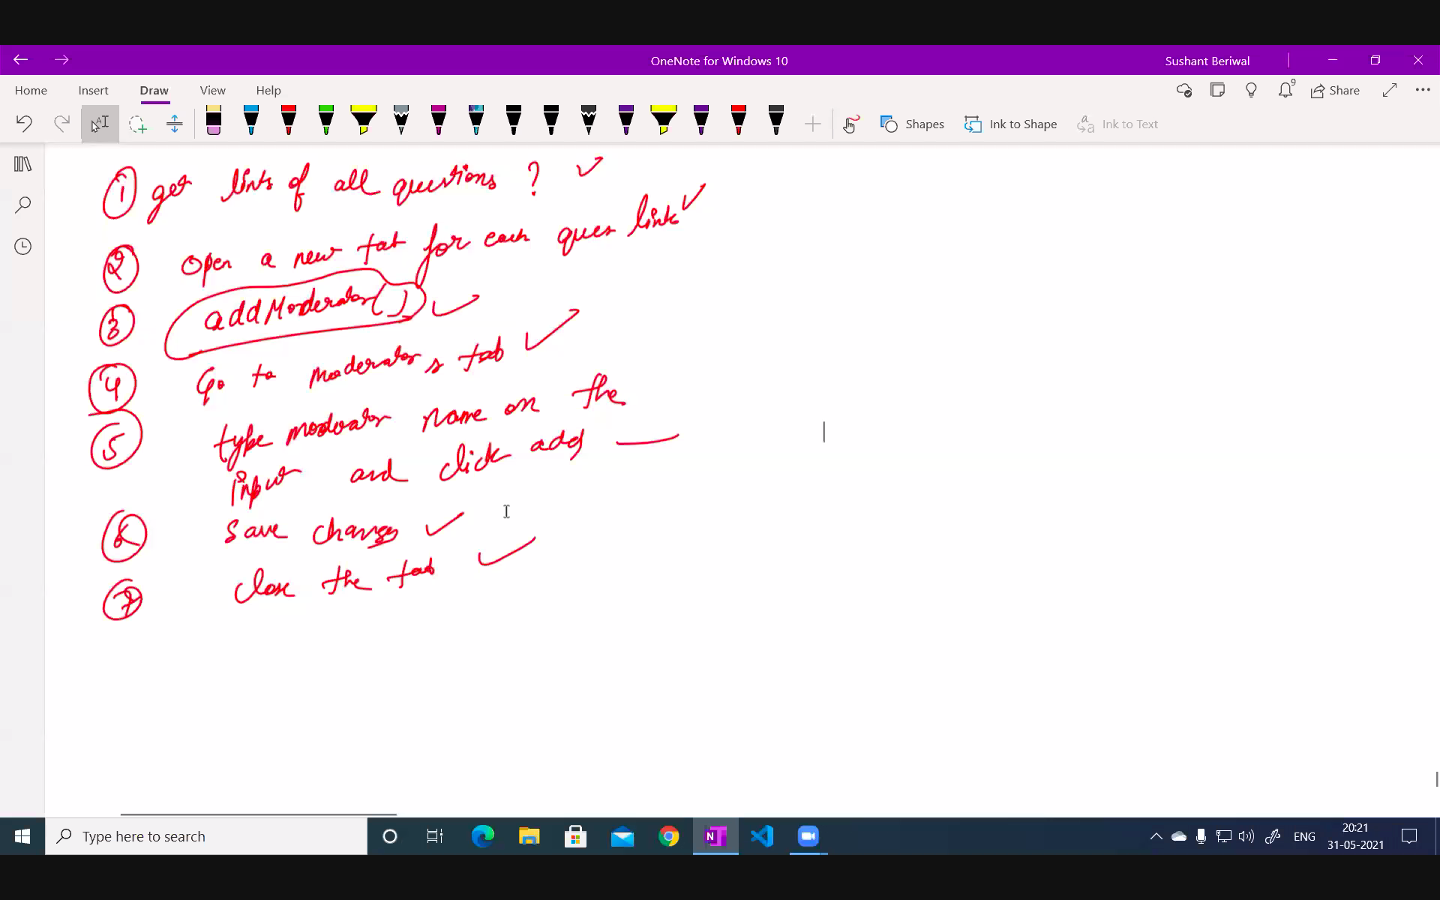 OneNote for Windows 10
Sushant Beriwal
Home Insert Draw View Help
9
Share
Shapes Ink to Shape Ink to Text
1 get links of all questions ?
2 Open a new tab for each ques link
3 addModerator()
4 Go to moderators tab
5 type moderator name on the
input and click add
6 save changes
7 close the tab
Type here to search
N
ENG
20:21
31-05-2021